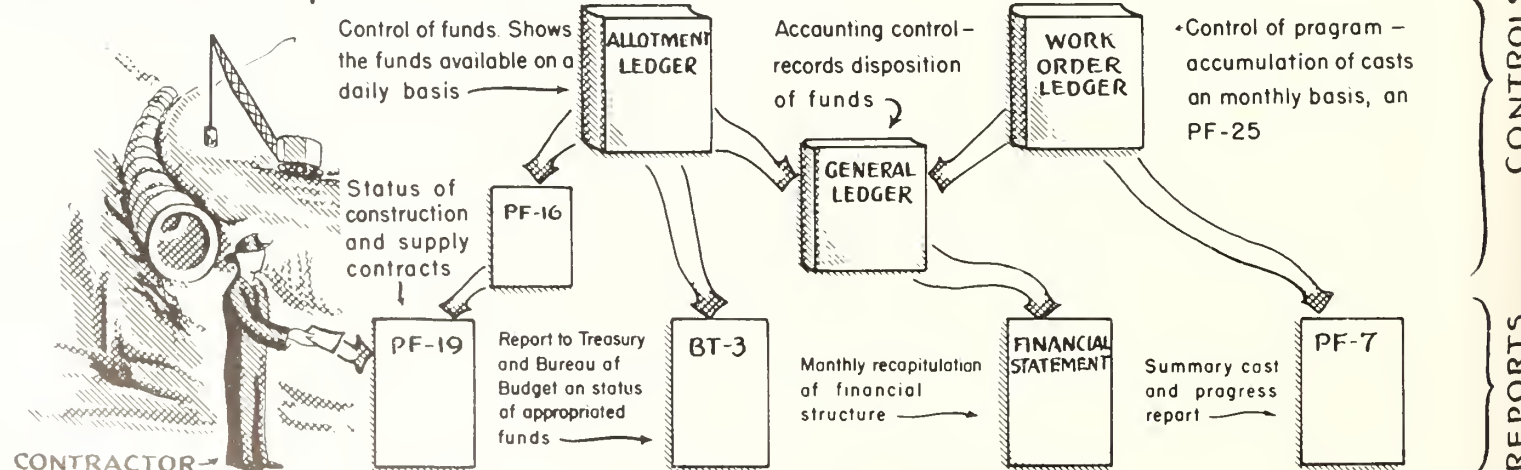 Control of funds. Shows
the funds available on a
daily basis
ALLOTMENT
LEDGER
Accounting control –
records disposition
of funds
WORK
ORDER
LEDGER
Control of program –
accumulation of costs
on monthly basis, on
PF-25
CONTROLS
GENERAL
LEDGER
Status of
construction
and supply
contracts
PF-16
PF-19
Report to Treasury
and Bureau of
Budget on status
of appropriated
funds
BT-3
Monthly recapitulation
of financial
structure
FINANCIAL
STATEMENT
Summary cost
and progress
report
PF-7
REPORTS
CONTRACTOR